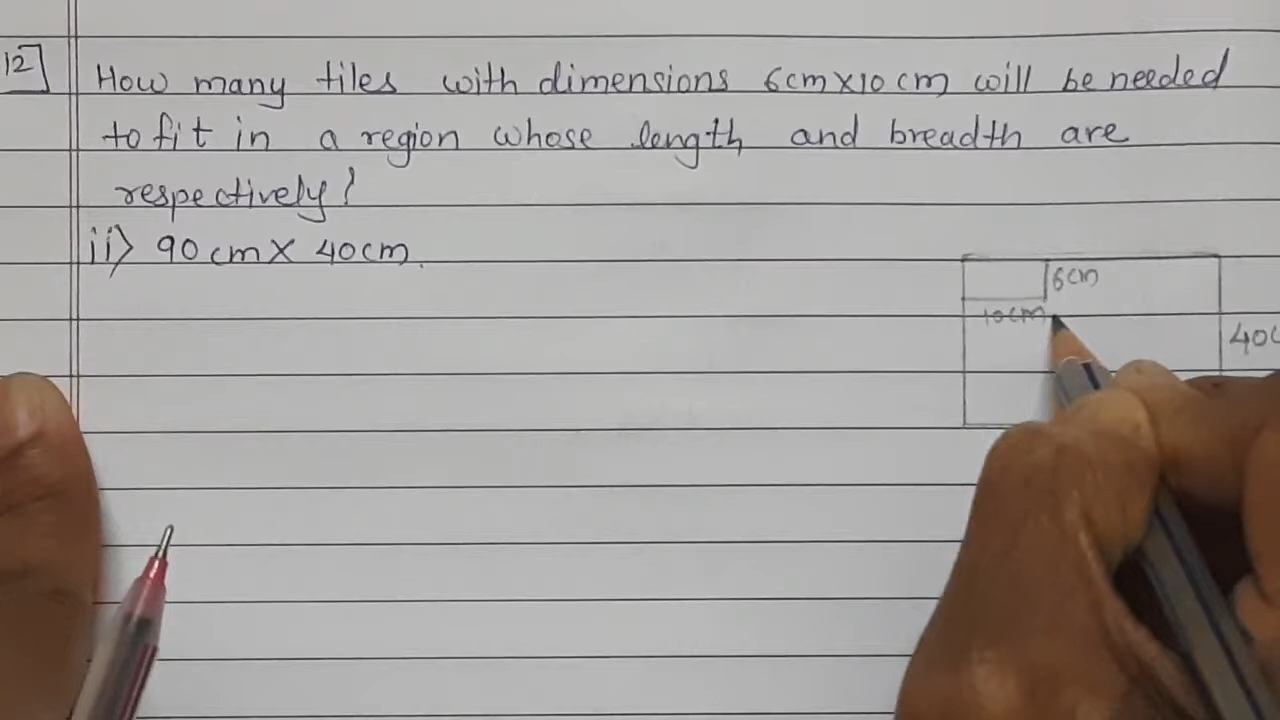 12]
How many tiles with dimensions 6cm×10cm will be needed
to fit in a region whose length and breadth are
respectively?
ii) 90cm × 40cm.
6cm
10cm
40c